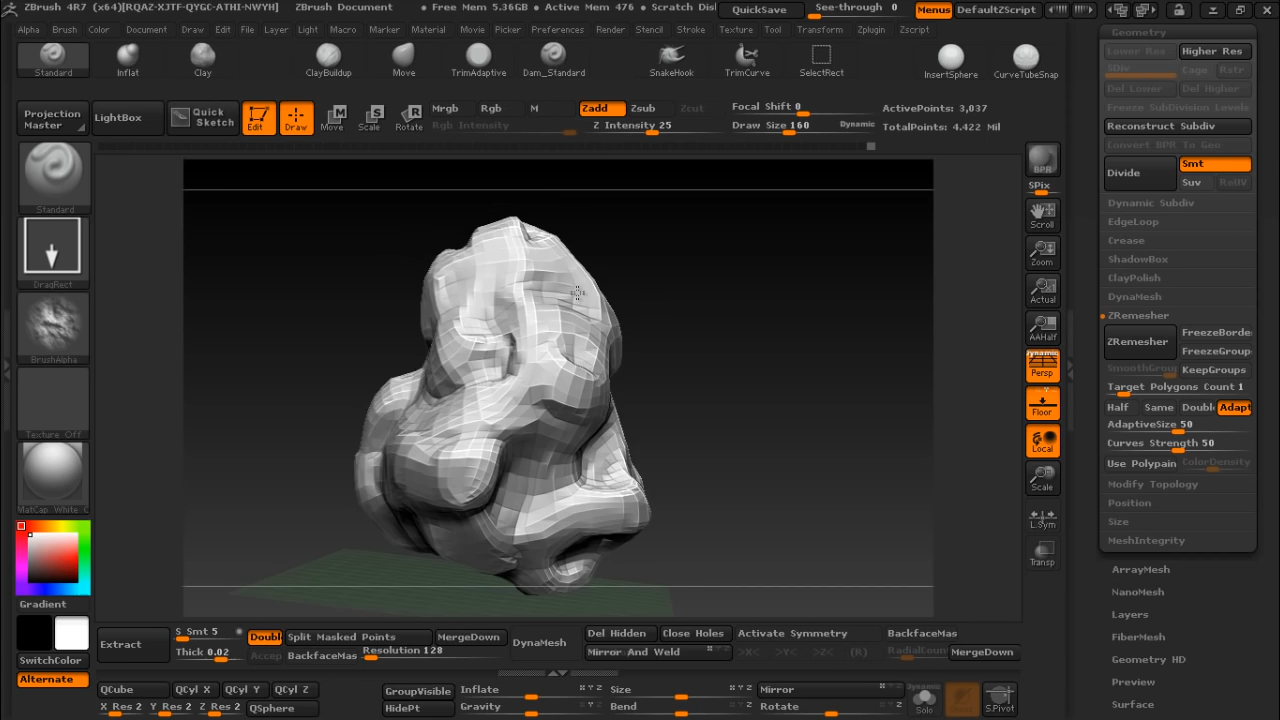 ZBrush 4R7 (x64)[RQAZ-XJTF-QYGC-ATHI-NWYH] ZBrush Document • Free Mem 5.36GB • Active Mem 476 • Scratch Dis QuickSave See-through 0 Menus DefaultZScript
Alpha Brush Color Document Draw Edit File Layer Light Macro Marker Material Movie Picker Preferences Render Stencil Stroke Texture Tool Transform Zplugin Zscript
Standard Inflat Clay ClayBuildup Move TrimAdaptive Dam_Standard SnakeHook TrimCurve SelectRect InsertSphere CurveTubeSnap
Projection Master
LightBox
Quick Sketch
Edit Draw Move Scale Rotate
Mrgb Rgb M Zadd Zsub Zcut
Rgb Intensity Z Intensity 25
Focal Shift 0
Draw Size 160 Dynamic
ActivePoints: 3,037
TotalPoints: 4.422 Mil
Standard
DragRect
BrushAlpha
Texture Off
MatCap White C
Gradient
SwitchColor
Alternate
BPR
SPix
Scroll
Zoom
Actual
AAHalf
Dynamic
Persp
Floor
Local
Scale
L.Sym
Transp
Geometry
Lower Res Higher Res
SDiv Cage Rstr
Del Lower Del Higher
Freeze SubDivision Levels
Reconstruct Subdiv
Convert BPR To Geo
Divide Smt
Suv ReUV
Dynamic Subdiv
EdgeLoop
Crease
ShadowBox
ClayPolish
DynaMesh
ZRemesher
ZRemesher FreezeBorde
FreezeGroup
SmoothGrou KeepGroups
Target Polygons Count 1
Half Same Doubl Adapt
AdaptiveSize 50
Curves Strength 50
Use Polypain ColorDensity
Modify Topology
Position
Size
MeshIntegrity
ArrayMesh
NanoMesh
Layers
FiberMesh
Geometry HD
Preview
Surface
Extract S Smt 5 Doubl Split Masked Points MergeDown DynaMesh Del Hidden Close Holes Activate Symmetry BackfaceMas
Thick 0.02 Accep BackfaceMas Resolution 128 Mirror And Weld >X< >Y< >Z< (R) RadialCoun MergeDown
QCube QCyl X QCyl Y QCyl Z GroupVisible Inflate Size Mirror Dynamic
X Res 2 Y Res 2 Z Res 2 QSphere HidePt Gravity Bend Rotate Solo S.Pivot